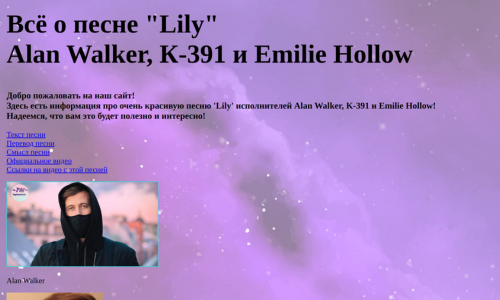 Всё о песне "Lily"
Alan Walker, K-391 и Emilie Hollow
Добро пожаловать на наш сайт!
Здесь есть информация про очень красивую песню 'Lily' исполнителей Alan Walker, K-391 и Emilie Hollow!
Надеемся, что вам это будет полезно и интересно!
Текст песни
Перевод песни
Смысл песни
Официальное видео
Ссылки на видео с этой песней
Alan Walker